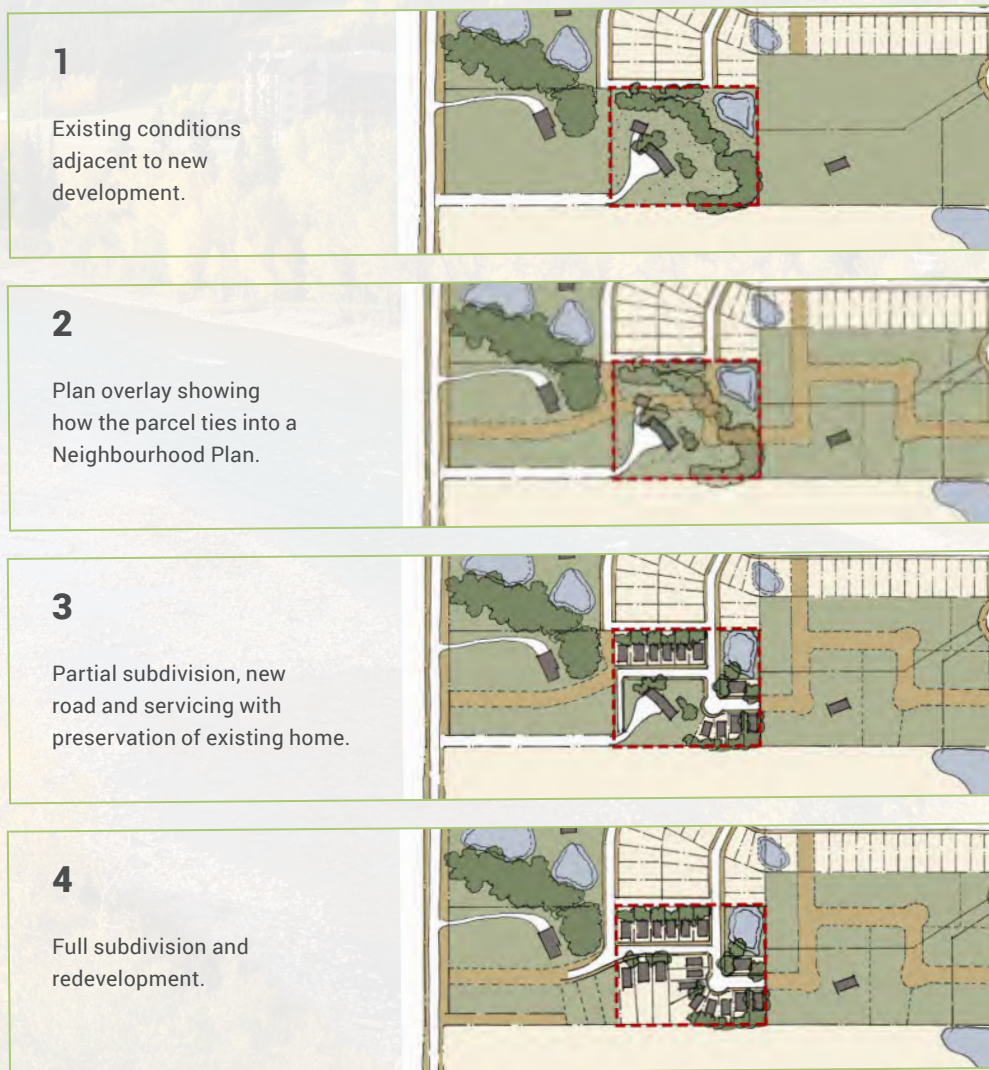 1
Existing conditions
adjacent to new
development.
2
Plan overlay showing
how the parcel ties into a
Neighbourhood Plan.
3
Partial subdivision, new
road and servicing with
preservation of existing home.
4
Full subdivision and
redevelopment.